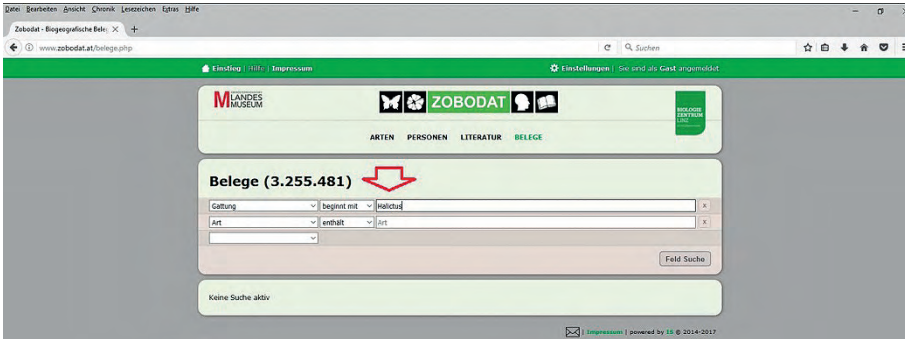 Datei Bearbeiten Ansicht Chronik Lesezeichen Extras Hilfe
Zobodat - Biogeografische Bele
www.zobodat.at/belege.php
Suchen
Einstieg | Hilfe | Impressum
Einstellungen | Sie sind als Gast angemeldet
LANDES
MUSEUM
ZOBODAT
BIOLOGIE
ZENTRUM
LINZ
ARTEN PERSONEN LITERATUR BELEGE
Belege (3.255.481)
Gattung beginnt mit Halictus x
Art enthält Art x
Feld Suche
Keine Suche aktiv
| Impressum | powered by IS © 2014-2017